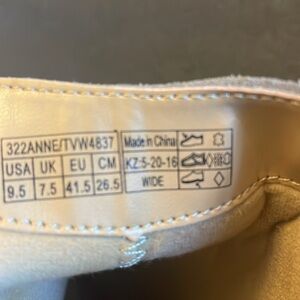 322ANNE/TVW4837 Made in China
USA UK EU CM KZ-5-20-16
9.5 7.5 41.5 26.5 WIDE